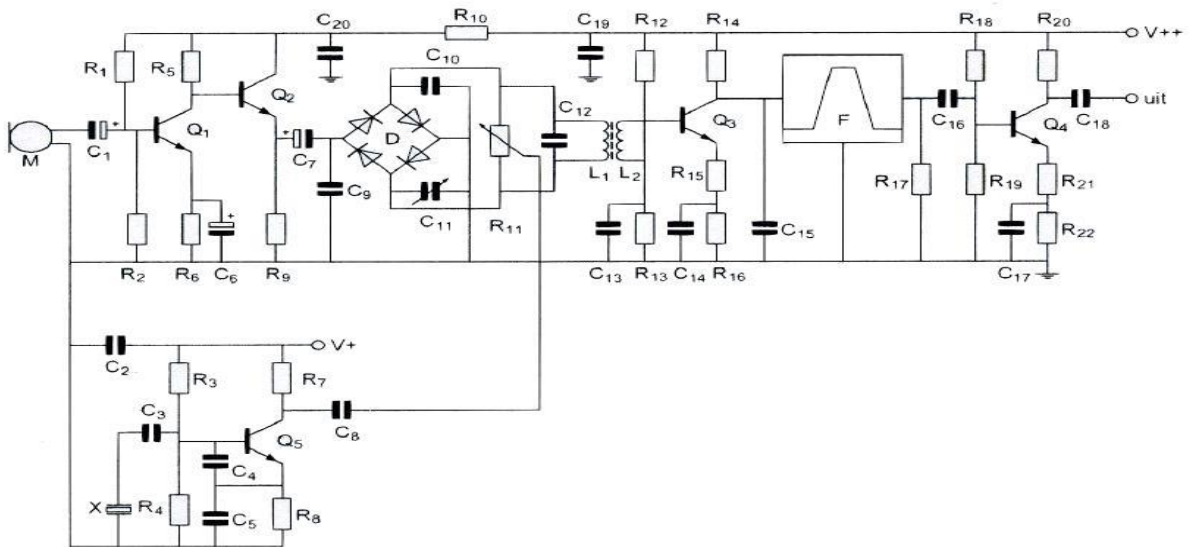 C20 R10 C19 R12 R14 R18 R20
V++
R1 R5 C10
Q2 C12
Q1 D Q3 F C16 Q4 C18 uit
M C1 C7
L1 L2 R15
C9 R17 R19 R21
C11 R11 C15 R22
R2 R6 C6 R9 C13 R13 C14 R16 C17
V+
C2 R3 R7
C3
Q5 C8
C4
X R4 C5 R8